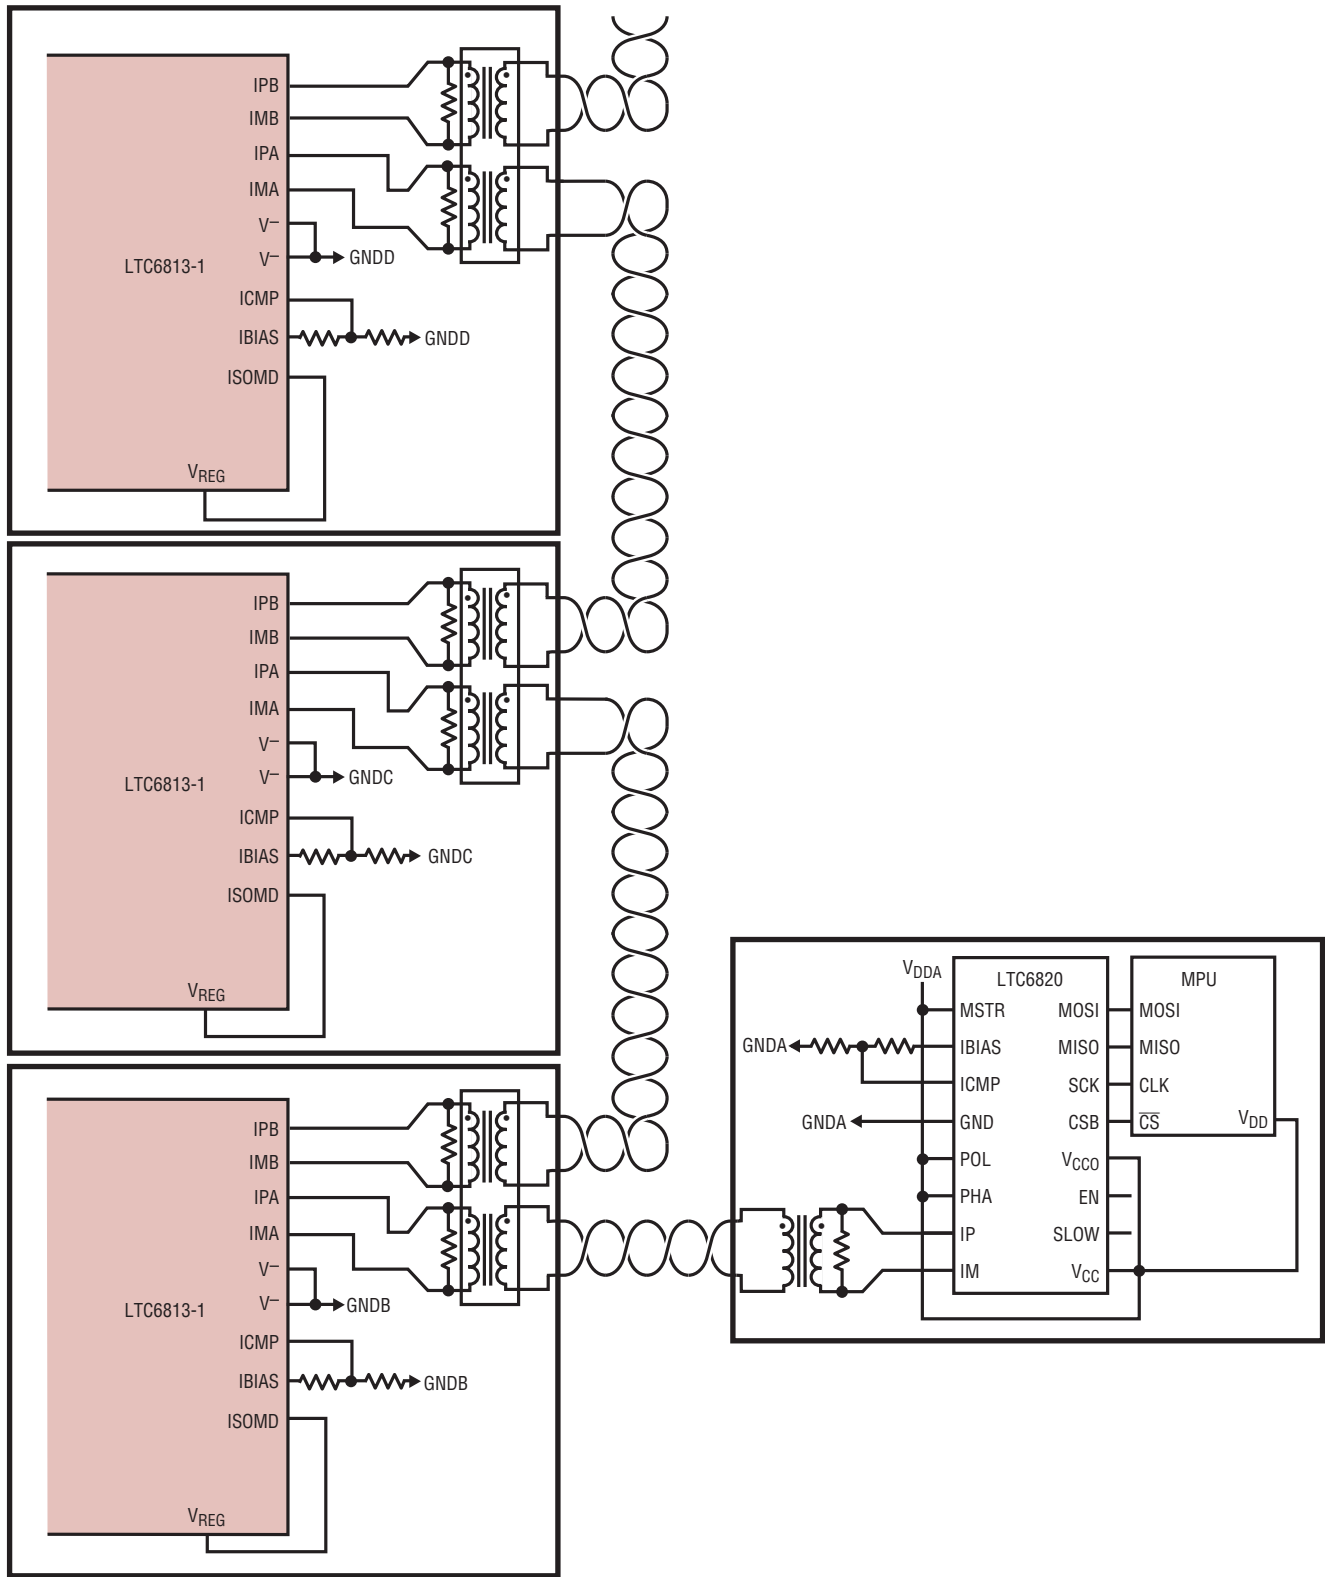 IPB
IMB
IPA
IMA
V–
V–
GNDD
LTC6813-1
ICMP
IBIAS
GNDD
ISOMD
VREG
IPB
IMB
IPA
IMA
V–
V–
GNDC
LTC6813-1
ICMP
IBIAS
GNDC
ISOMD
VREG
IPB
IMB
IPA
IMA
V–
V–
GNDB
LTC6813-1
ICMP
IBIAS
GNDB
ISOMD
VREG
VDDA
LTC6820
MPU
MSTR
MOSI
MOSI
GNDA
IBIAS
MISO
MISO
ICMP
SCK
CLK
GNDA
GND
CSB
CS
VDD
POL
VCCO
PHA
EN
IP
SLOW
IM
VCC